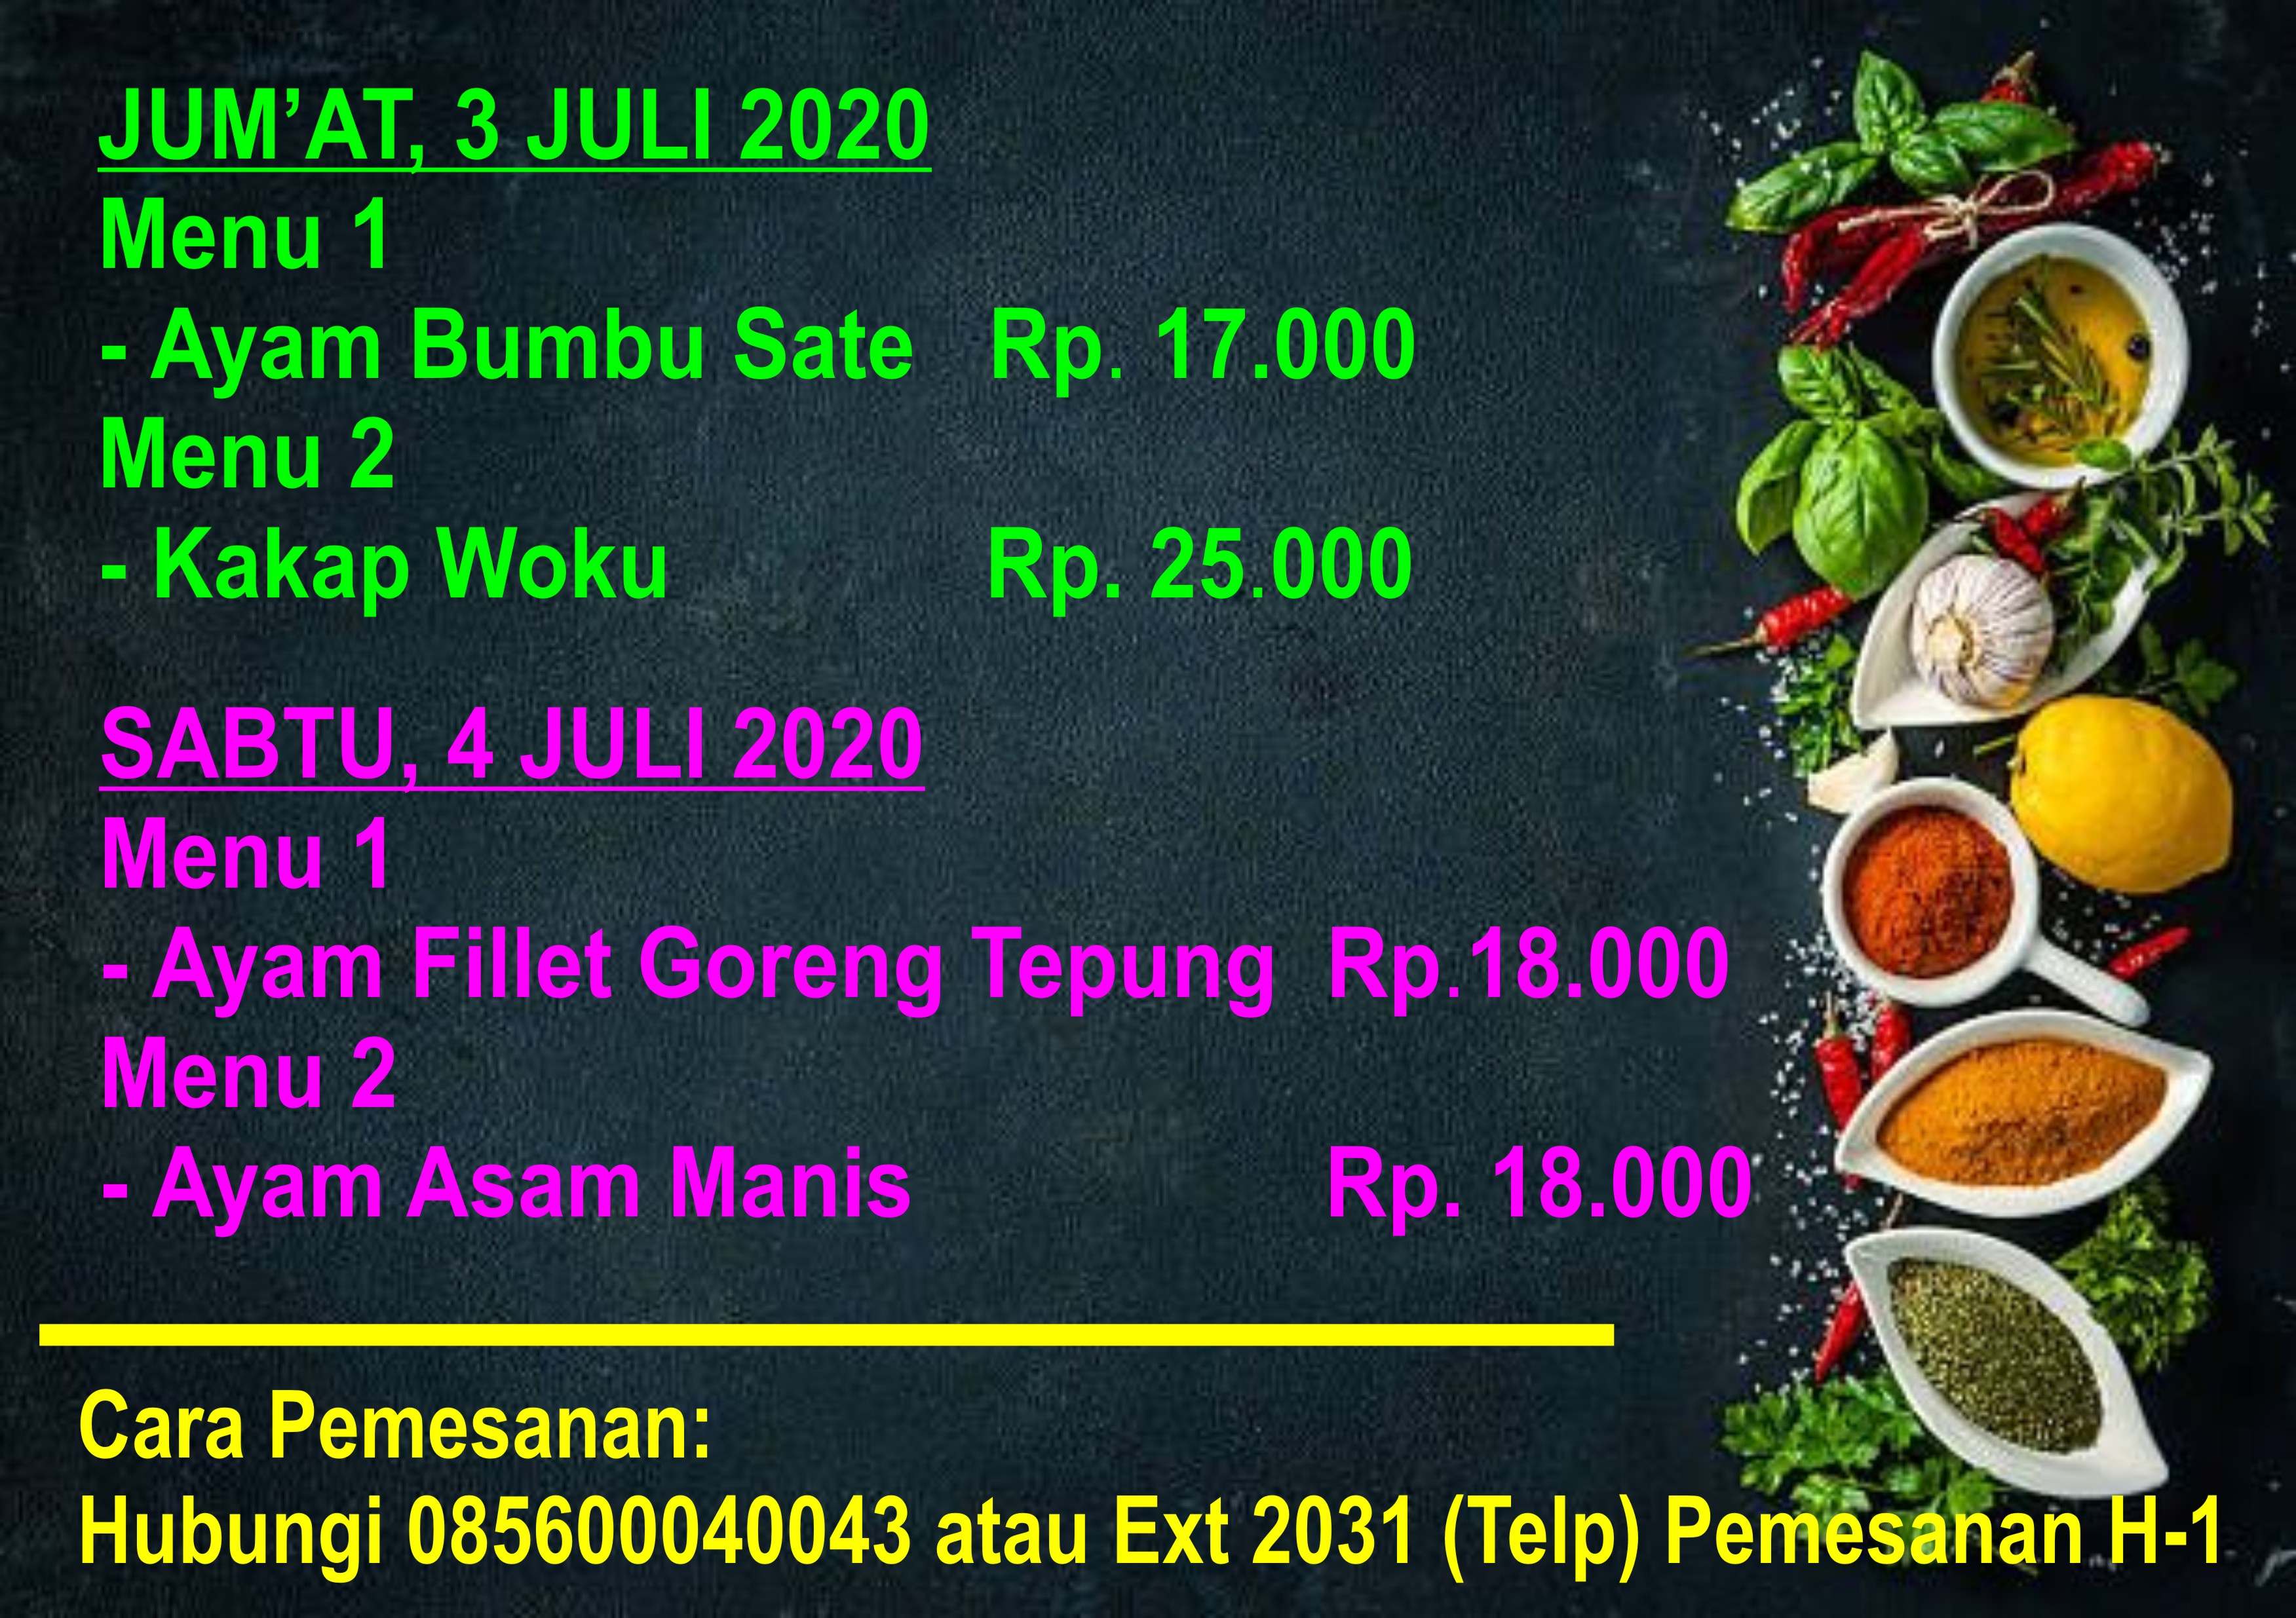 JUM’AT, 3 JULI 2020
Menu 1
- Ayam Bumbu Sate Rp. 17.000
Menu 2
- Kakap Woku Rp. 25.000
SABTU, 4 JULI 2020
Menu 1
- Ayam Fillet Goreng Tepung Rp.18.000
Menu 2
- Ayam Asam Manis Rp. 18.000
Cara Pemesanan:
Hubungi 085600040043 atau Ext 2031 (Telp) Pemesanan H-1